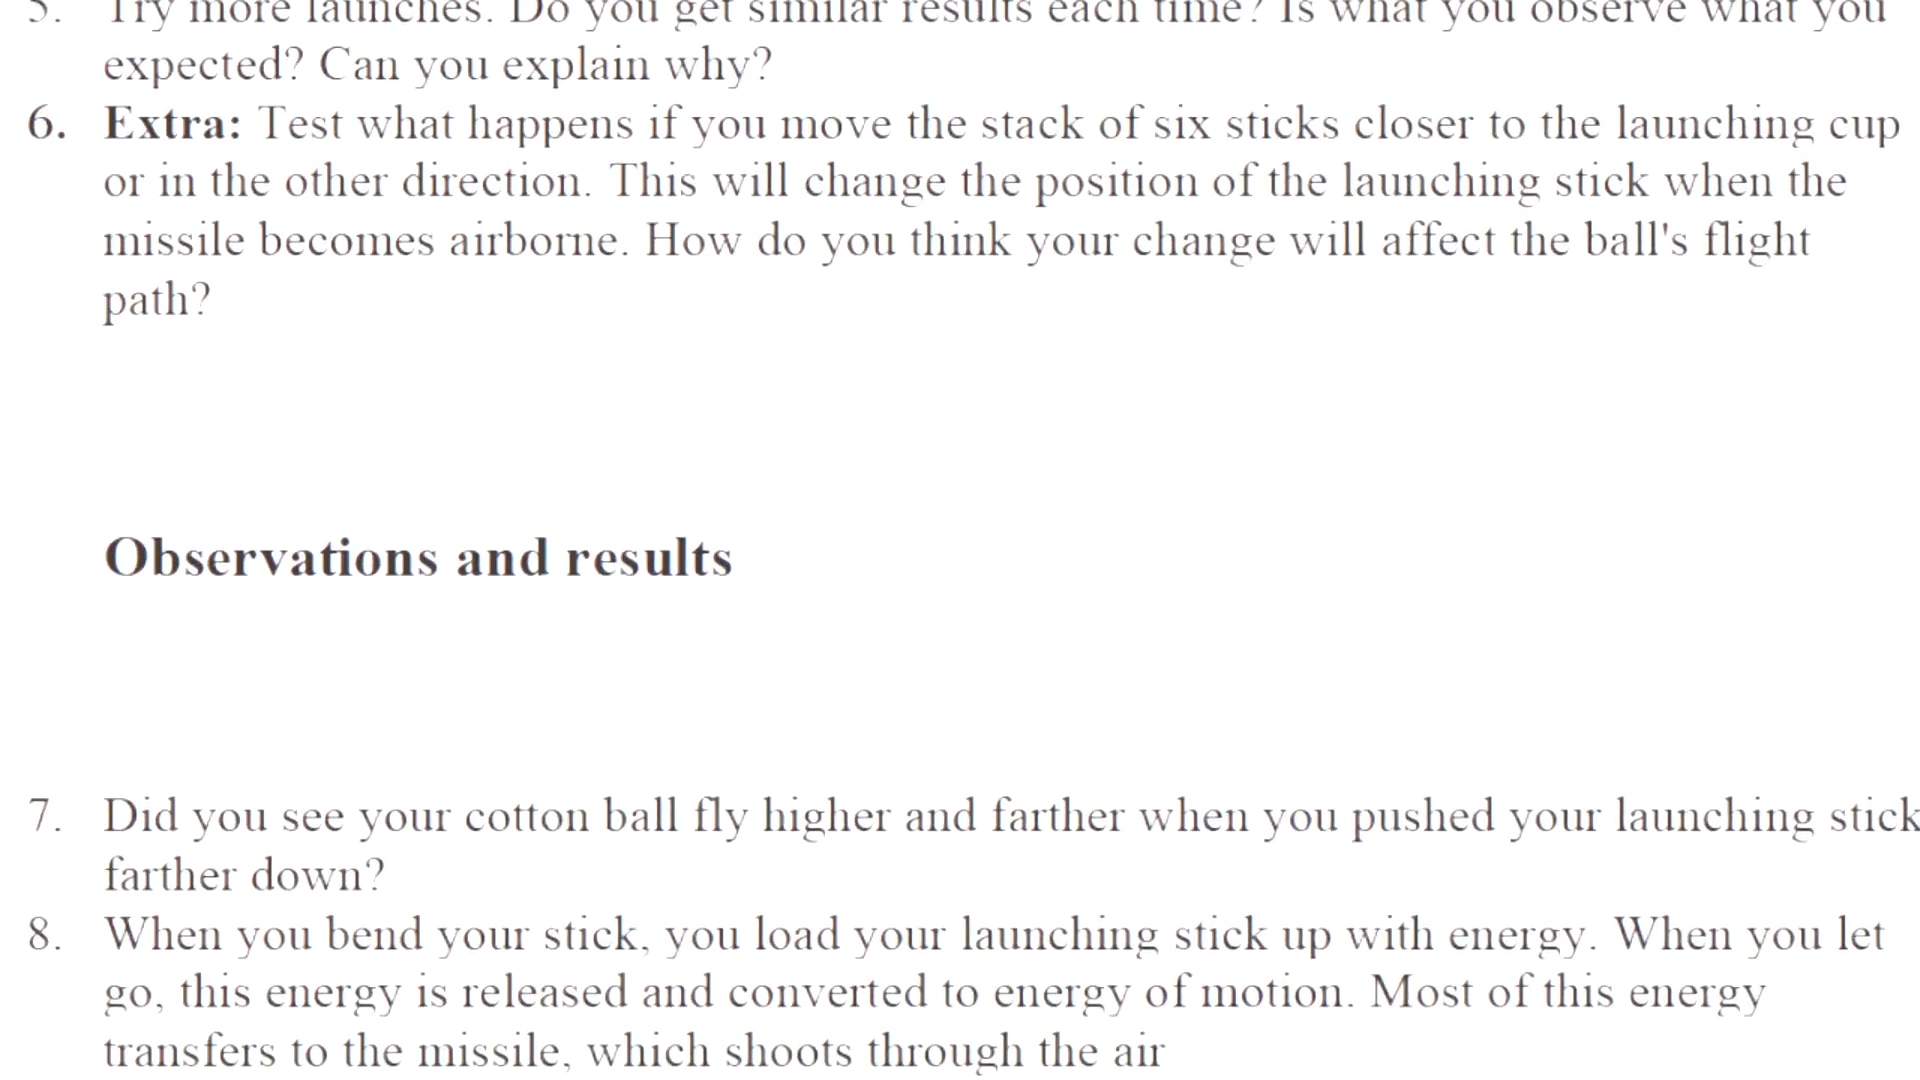 5. Try more launches. Do you get similar results each time? Is what you observe what you
expected? Can you explain why?
6. Extra: Test what happens if you move the stack of six sticks closer to the launching cup
or in the other direction. This will change the position of the launching stick when the
missile becomes airborne. How do you think your change will affect the ball's flight
path?
Observations and results
7. Did you see your cotton ball fly higher and farther when you pushed your launching stick
farther down?
8. When you bend your stick, you load your launching stick up with energy. When you let
go, this energy is released and converted to energy of motion. Most of this energy
transfers to the missile, which shoots through the air